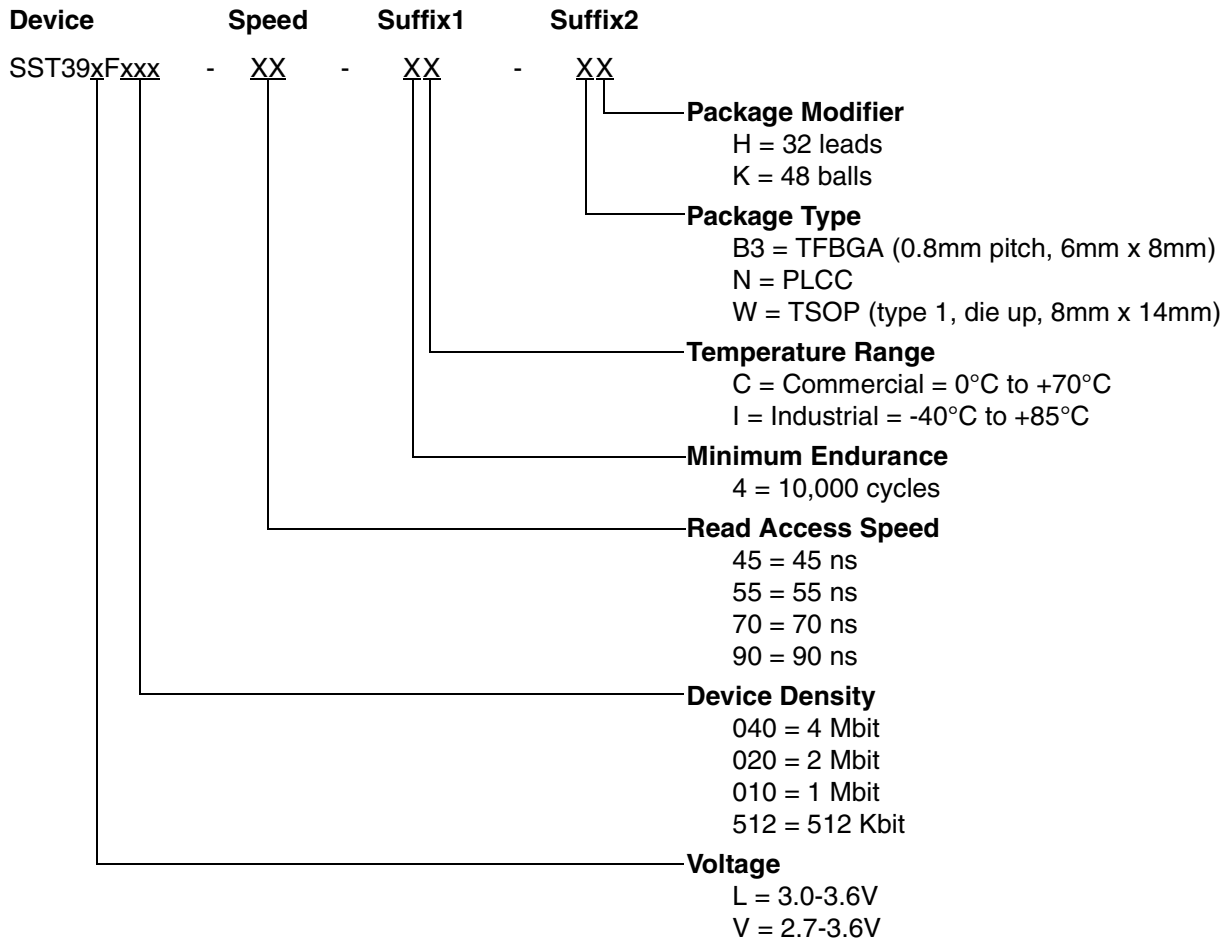 Device Speed Suffix1 Suffix2
SST39xFxxx - XX - XX - XX
Package Modifier
H = 32 leads
K = 48 balls
Package Type
B3 = TFBGA (0.8mm pitch, 6mm x 8mm)
N = PLCC
W = TSOP (type 1, die up, 8mm x 14mm)
Temperature Range
C = Commercial = 0°C to +70°C
I = Industrial = -40°C to +85°C
Minimum Endurance
4 = 10,000 cycles
Read Access Speed
45 = 45 ns
55 = 55 ns
70 = 70 ns
90 = 90 ns
Device Density
040 = 4 Mbit
020 = 2 Mbit
010 = 1 Mbit
512 = 512 Kbit
Voltage
L = 3.0-3.6V
V = 2.7-3.6V